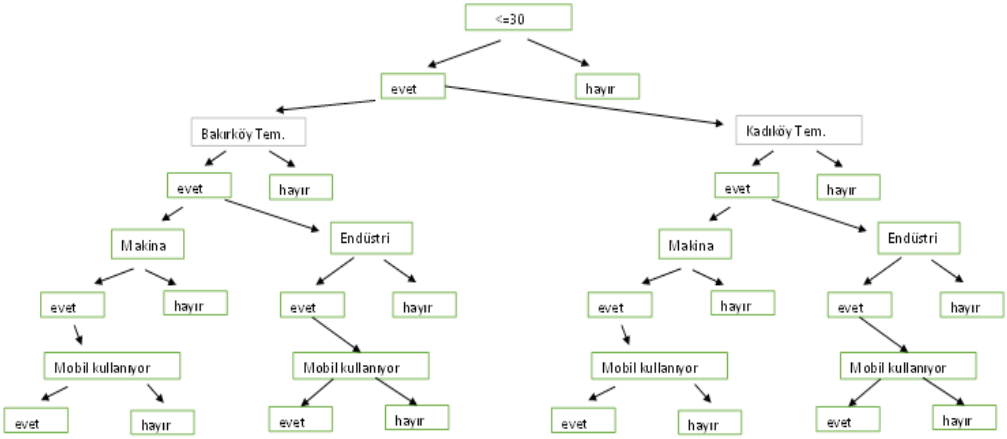 <=30
evet
hayır
Bakırköy Tem.
Kadıköy Tem.
evet
hayır
evet
hayır
Makina
Endüstri
Makina
Endüstri
evet
hayır
evet
hayır
evet
hayır
evet
hayır
Mobil kullanıyor
Mobil kullanıyor
Mobil kullanıyor
Mobil kullanıyor
evet
hayır
evet
hayır
evet
hayır
evet
hayır